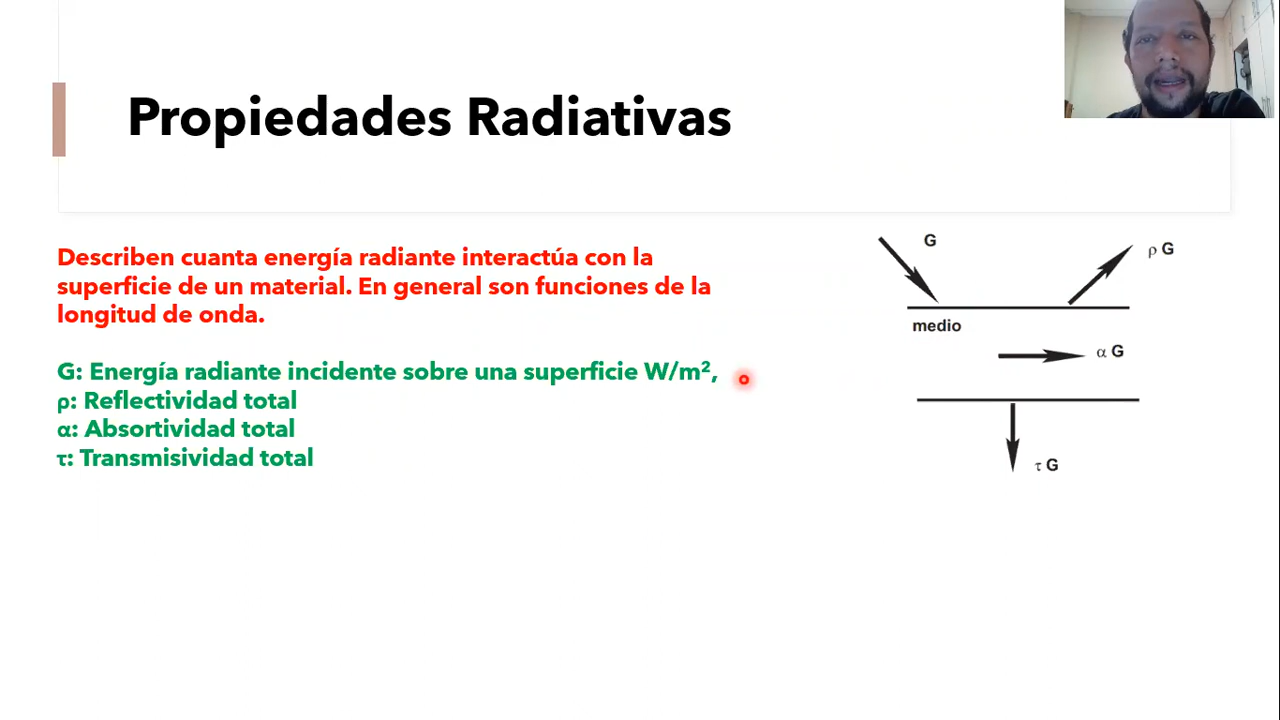 Propiedades Radiativas
Describen cuanta energía radiante interactúa con la
superficie de un material. En general son funciones de la
longitud de onda.
G: Energía radiante incidente sobre una superficie W/m²,
ρ: Reflectividad total
α: Absortividad total
τ: Transmisividad total
G
ρ G
medio
α G
τ G